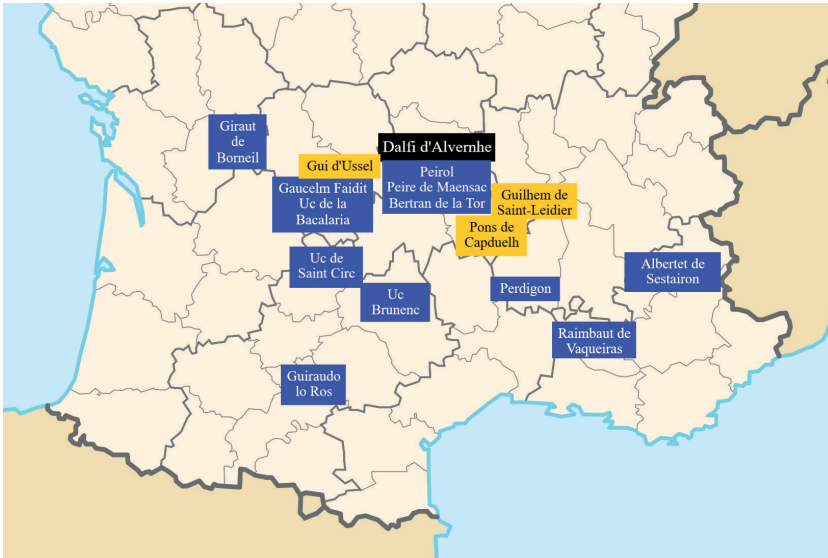 Giraut
de
Borneil
Dalfi d'Alvernhe
Gui d'Ussel
Peirol
Peire de Maensac
Bertran de la Tor
Gaucelm Faidit
Uc de la
Bacalaria
Guilhem de
Saint-Leidier
Pons de
Capduelh
Uc de
Saint Circ
Albertet de
Sestairon
Uc
Brunenc
Perdigon
Raimbaut de
Vaqueiras
Guiraudo
lo Ros